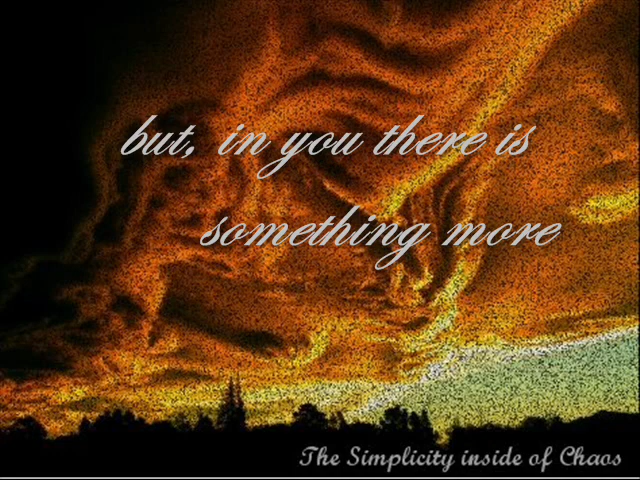 but, in you there is
something more
The Simplicity inside of Chaos